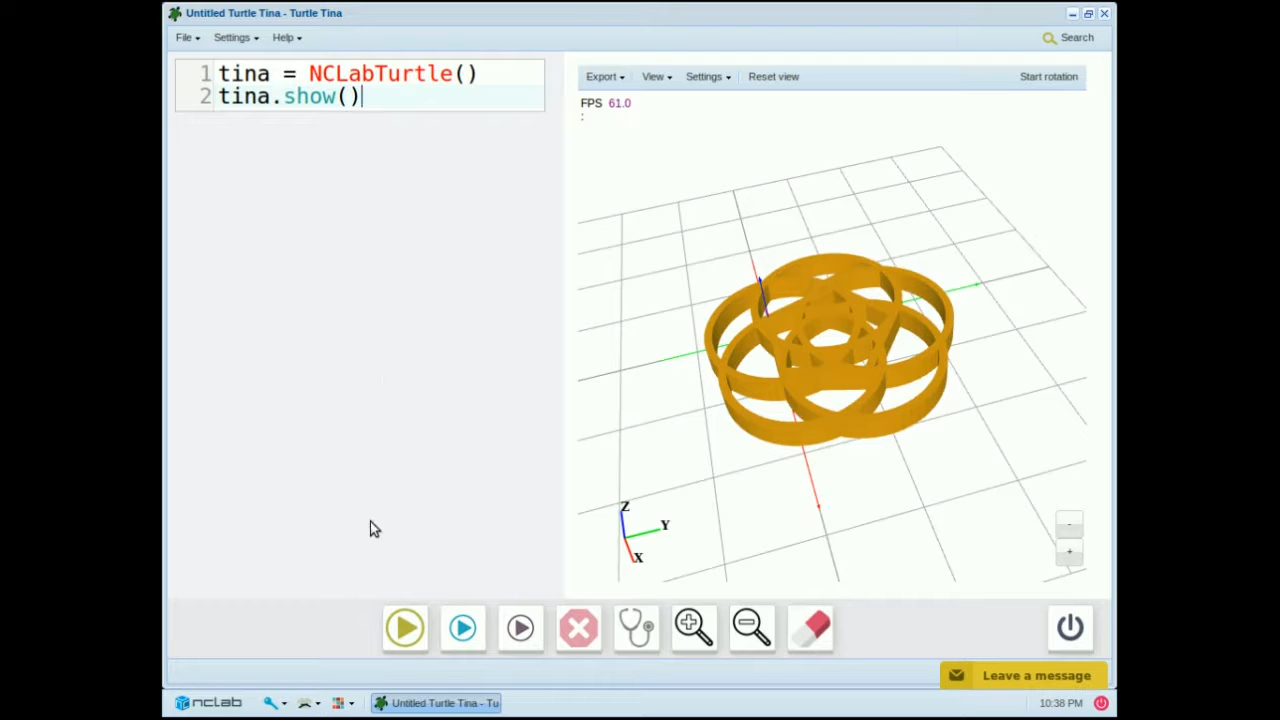 Untitled Turtle Tina - Turtle Tina
File Settings Help Search
1 tina = NCLabTurtle()
2 tina.show()
Export View Settings Reset view Start rotation
FPS 61.0
:
Z
Y
X
-
+
Leave a message
nclab Untitled Turtle Tina - Tu 10:38 PM